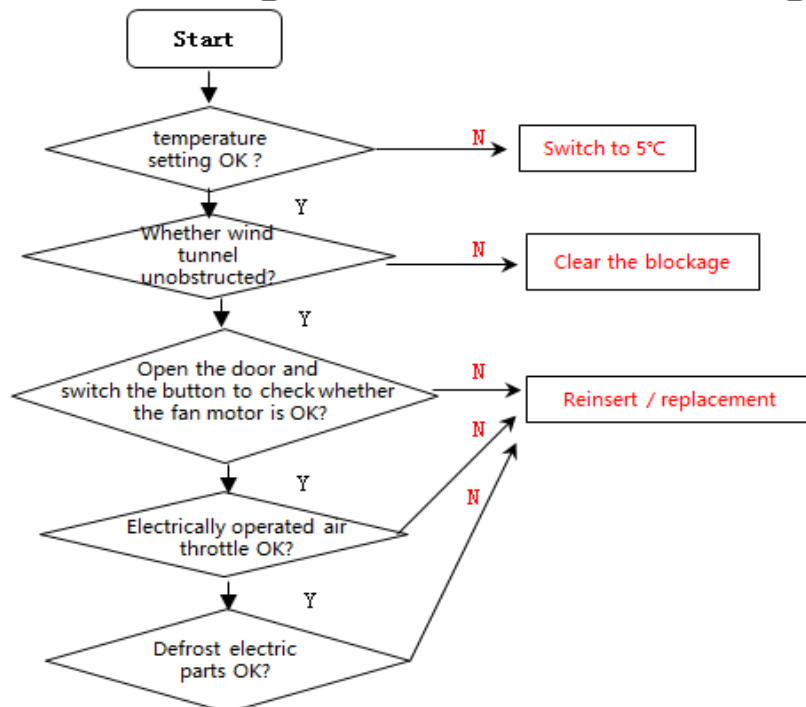 Start
temperature
setting OK ?
N
Switch to 5℃
Y
Whether wind
tunnel
unobstructed?
N
Clear the blockage
Y
Open the door and
switch the button to check whether
the fan motor is OK?
N
Reinsert / replacement
N
Y
Electrically operated air
throttle OK?
N
Y
Defrost electric
parts OK?